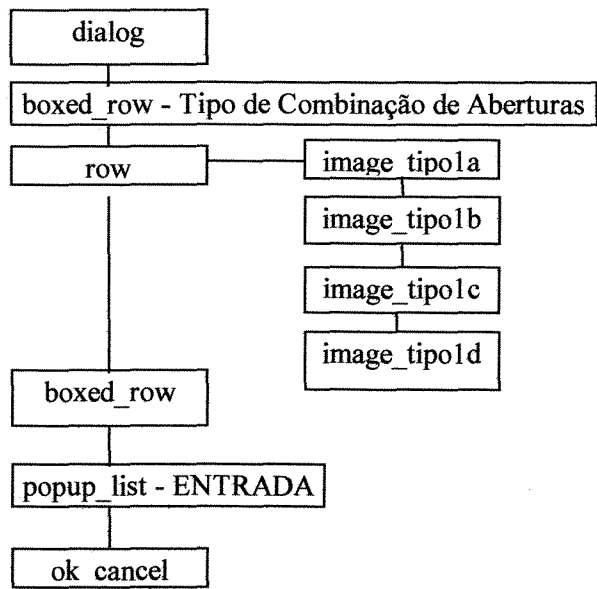 dialog
boxed_row - Tipo de Combinação de Aberturas
row
image_tipo1a
image_tipo1b
image_tipo1c
image_tipo1d
boxed_row
popup_list - ENTRADA
ok_cancel